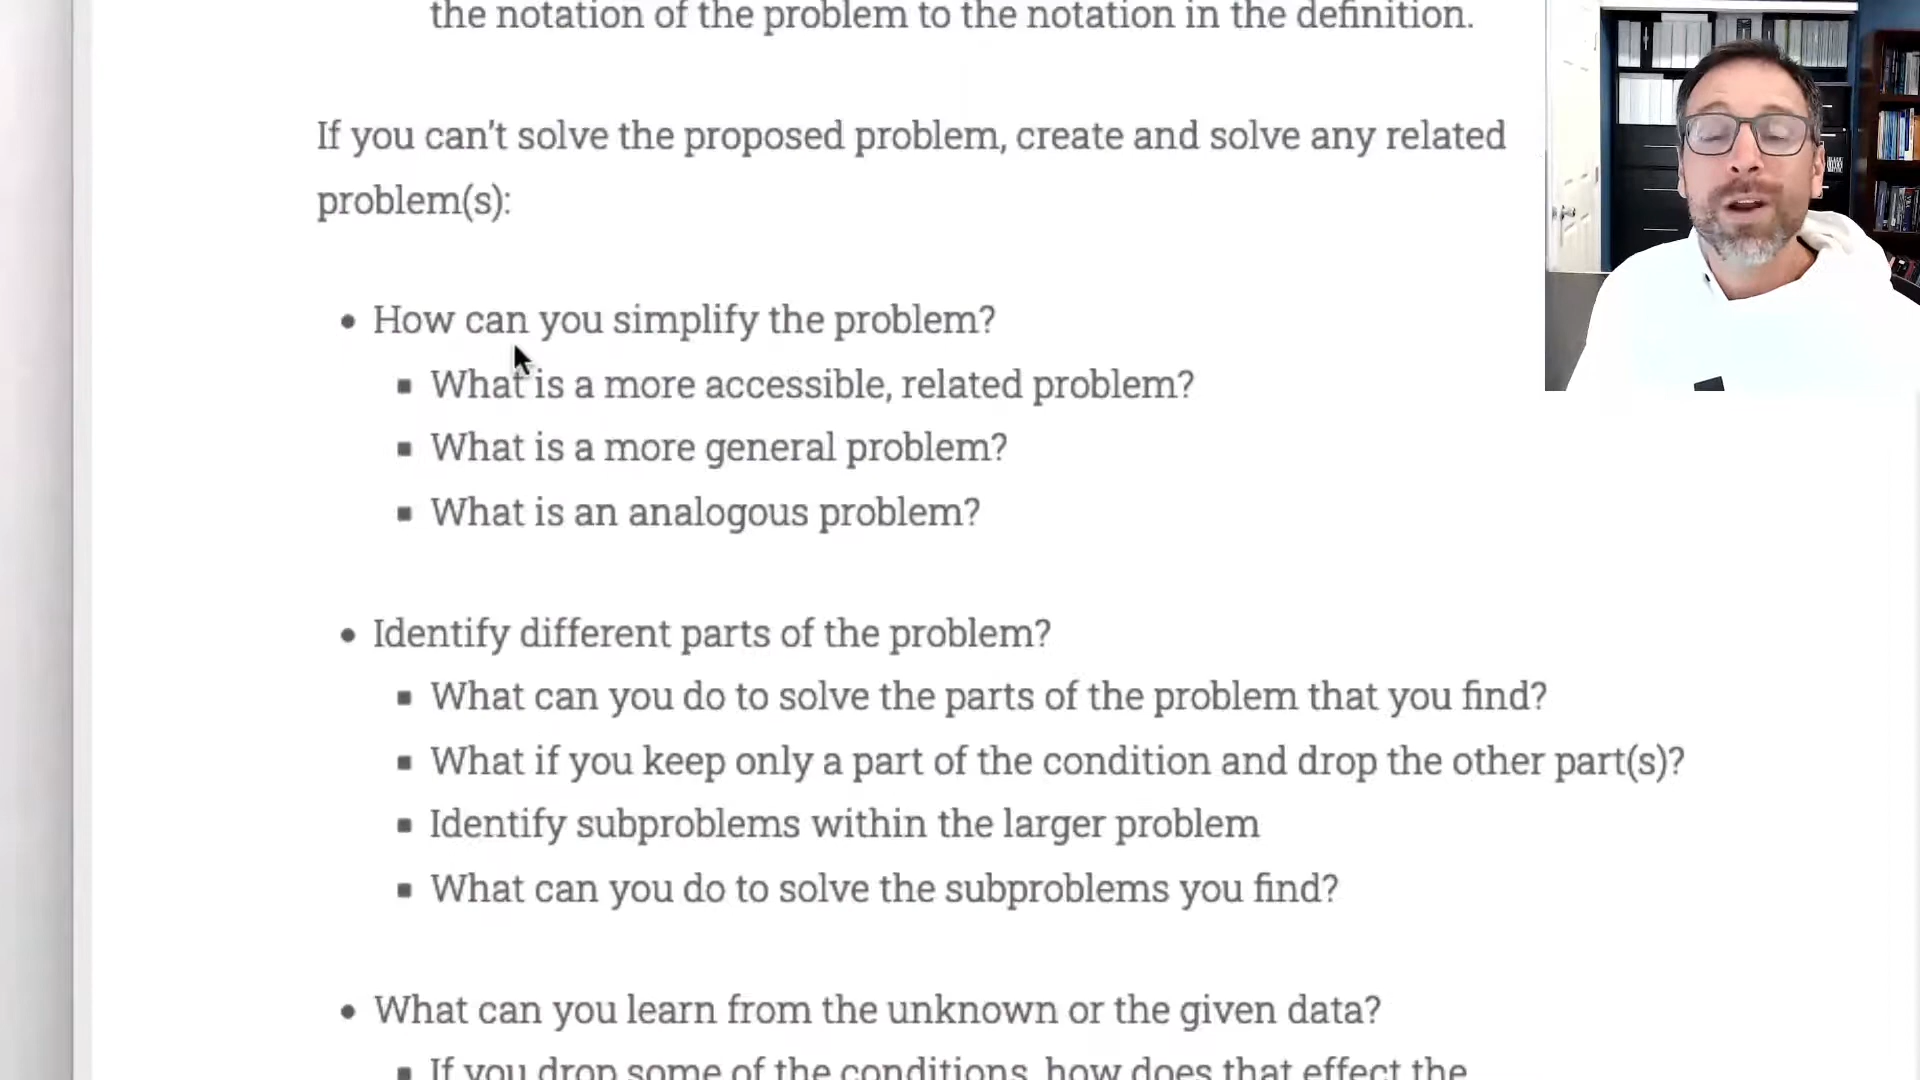 the notation of the problem to the notation in the definition.
If you can’t solve the proposed problem, create and solve any related
problem(s):
• How can you simplify the problem?
▪ What is a more accessible, related problem?
▪ What is a more general problem?
▪ What is an analogous problem?
• Identify different parts of the problem?
▪ What can you do to solve the parts of the problem that you find?
▪ What if you keep only a part of the condition and drop the other part(s)?
▪ Identify subproblems within the larger problem
▪ What can you do to solve the subproblems you find?
• What can you learn from the unknown or the given data?
▪ If you drop some of the conditions, how does that effect the